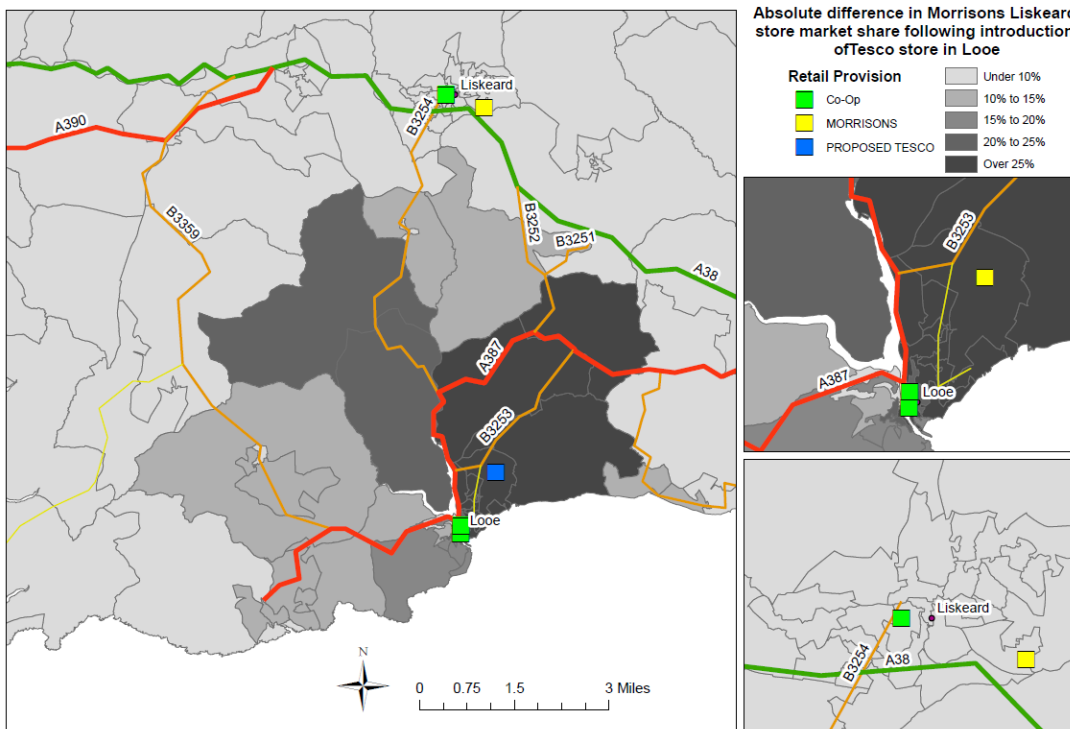 Absolute difference in Morrisons Liskeard
store market share following introduction
ofTesco store in Looe
Retail Provision
Co-Op
MORRISONS
PROPOSED TESCO
Under 10%
10% to 15%
15% to 20%
20% to 25%
Over 25%
Liskeard
A390
B3254
B3359
B3252
B3251
A38
A387
B3253
Looe
N
0 0.75 1.5 3 Miles
B3253
A387
Looe
Liskeard
B3254
A38